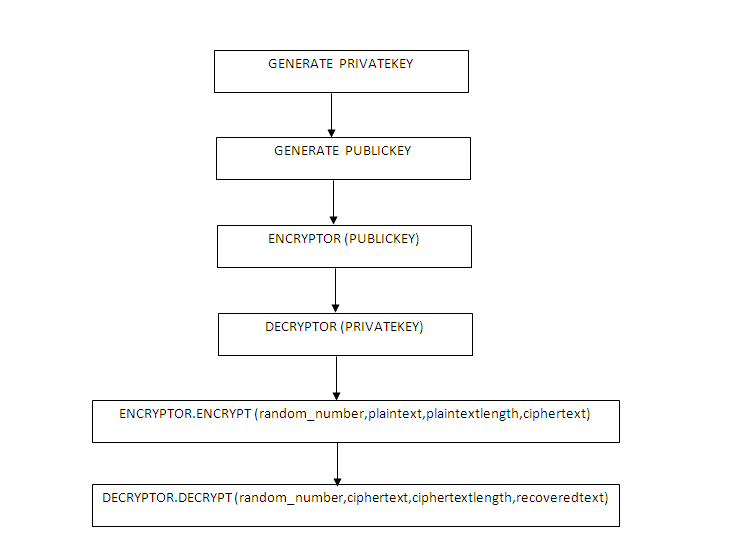 GENERATE PRIVATEKEY
GENERATE PUBLICKEY
ENCRYPTOR (PUBLICKEY)
DECRYPTOR (PRIVATEKEY)
ENCRYPTOR.ENCRYPT (random_number,plaintext,plaintextlength,ciphertext)
DECRYPTOR.DECRYPT (random_number,ciphertext,ciphertextlength,recoveredtext)